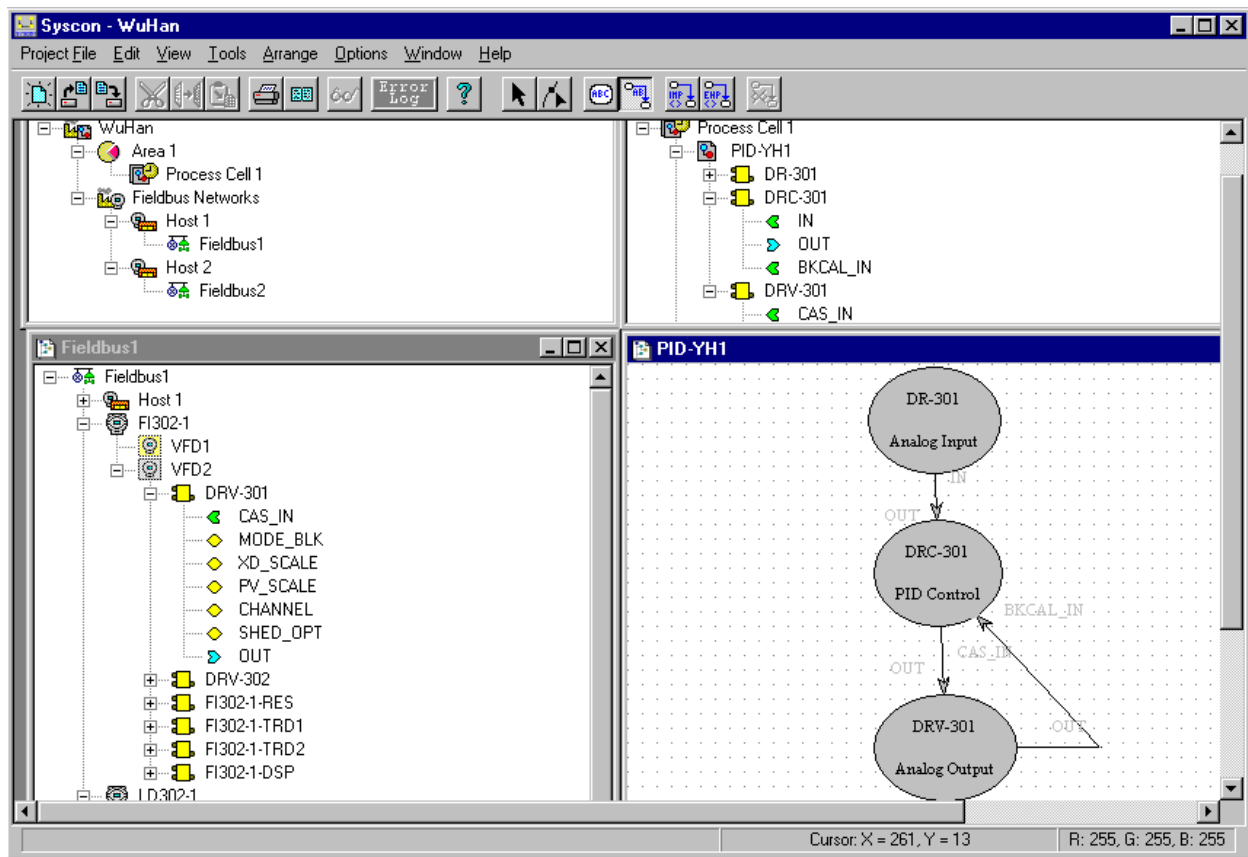 Syscon - WuHan
Project File Edit View Tools Arrange Options Window Help
Error Log ? ABC AB IMP EXP
WuHan
Area 1
Process Cell 1
Fieldbus Networks
Host 1
Fieldbus1
Host 2
Fieldbus2
Process Cell 1
PID-YH1
DR-301
DRC-301
IN
OUT
BKCAL_IN
DRV-301
CAS_IN
Fieldbus1
Fieldbus1
Host 1
FI302-1
VFD1
VFD2
DRV-301
CAS_IN
MODE_BLK
XD_SCALE
PV_SCALE
CHANNEL
SHED_OPT
OUT
DRV-302
FI302-1-RES
FI302-1-TRD1
FI302-1-TRD2
FI302-1-DSP
LD302-1
PID-YH1
DR-301
Analog Input
IN
OUT
DRC-301
PID Control
BKCAL_IN
CAS_IN
OUT
DRV-301
OUT
Analog Output
Cursor: X = 261, Y = 13 R: 255, G: 255, B: 255